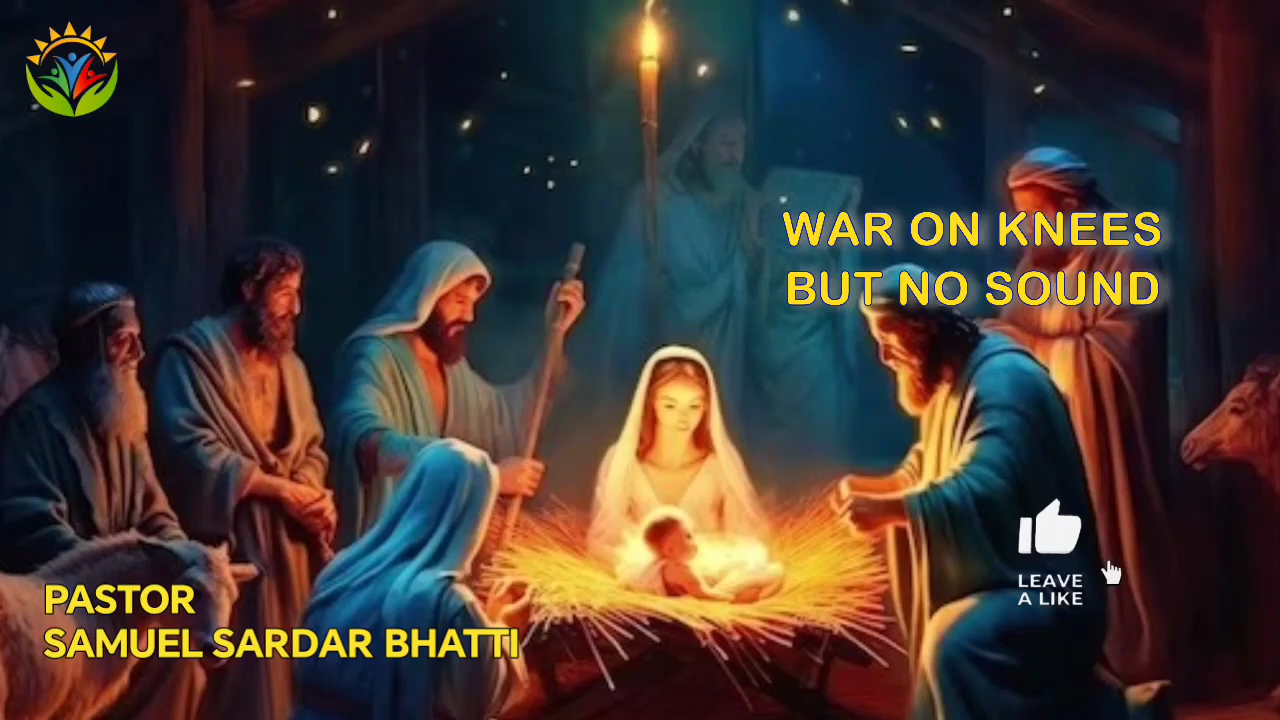 WAR ON KNEES
BUT NO SOUND
LEAVE
A LIKE
PASTOR
SAMUEL SARDAR BHATTI